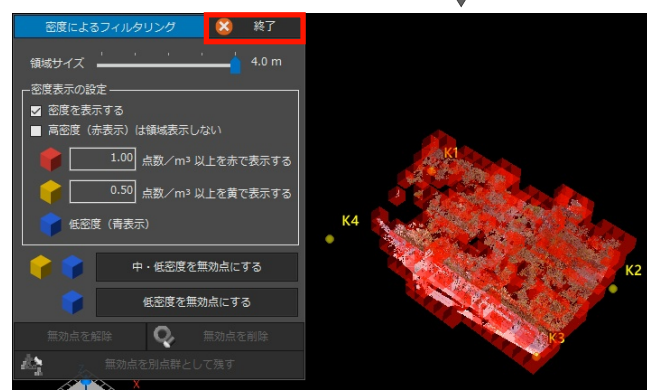 密度によるフィルタリング
終了
領域サイズ
4.0 m
密度表示の設定
密度を表示する
高密度（赤表示）は領域表示しない
1.00 点数／m³ 以上を赤で表示する
0.50 点数／m³ 以上を黄で表示する
低密度（青表示）
中・低密度を無効点にする
低密度を無効点にする
無効点を解除
無効点を削除
無効点を別点群として残す
X
K1
K4
K2
K3